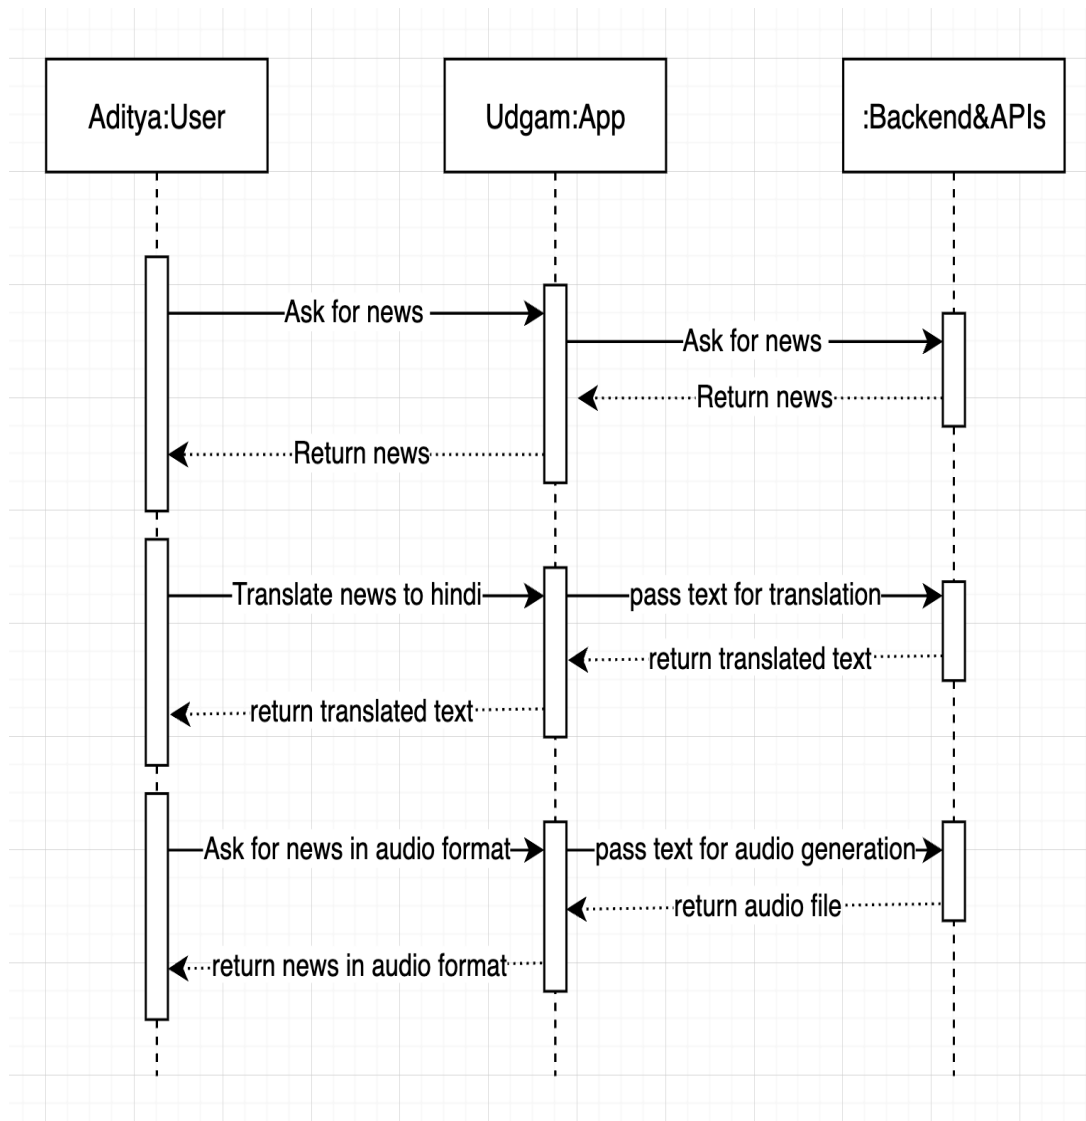 Aditya:User
Udgam:App
:Backend&APIs
Ask for news
Ask for news
Return news
Return news
Translate news to hindi
pass text for translation
return translated text
return translated text
Ask for news in audio format
pass text for audio generation
return audio file
return news in audio format